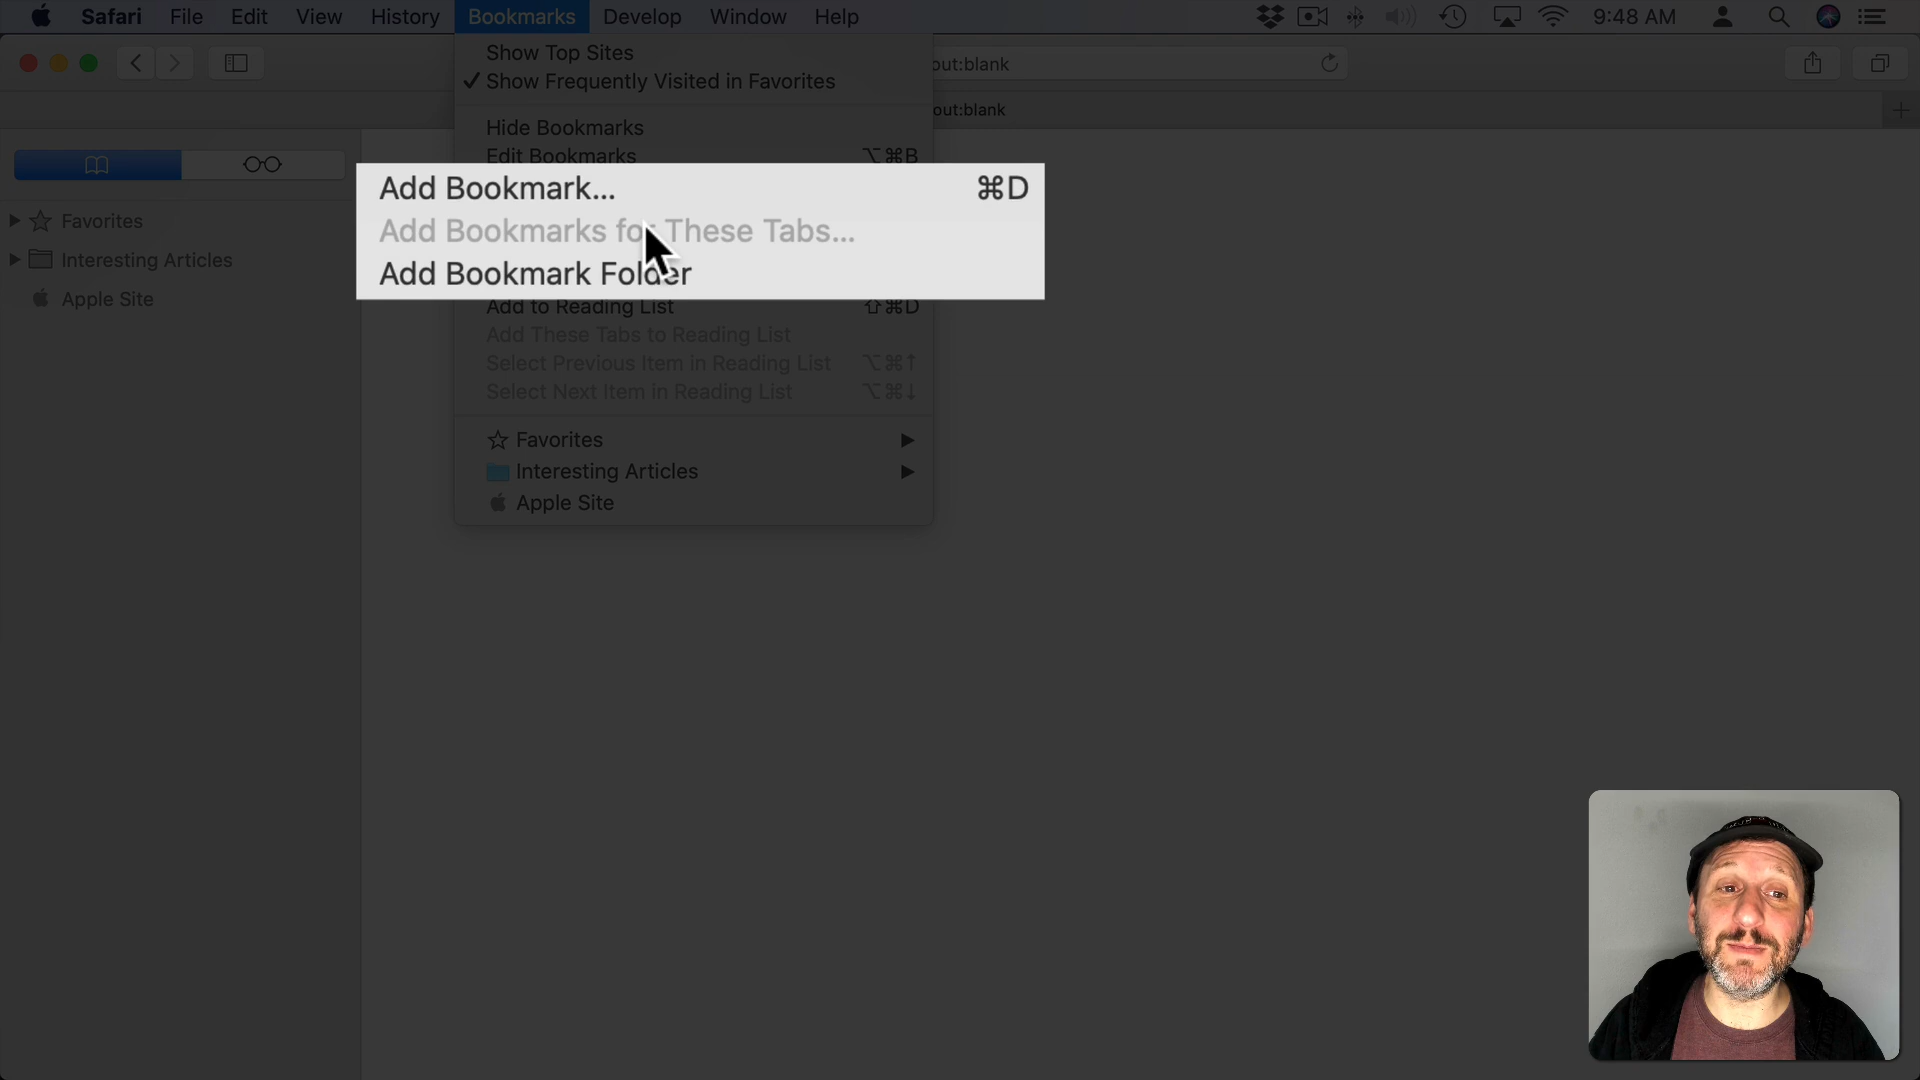 Safari File Edit View History Bookmarks Develop Window Help 9:48 AM
Show Top Sites
out:blank
✓ Show Frequently Visited in Favorites
out:blank
Hide Bookmarks
Edit Bookmarks ⌥⌘B
Add Bookmark... ⌘D
Add Bookmarks for These Tabs...
Add Bookmark Folder
Favorites
Interesting Articles
Apple Site
Add to Reading List ⇧⌘D
Add These Tabs to Reading List
Select Previous Item in Reading List ⌥⌘↑
Select Next Item in Reading List ⌥⌘↓
Favorites
Interesting Articles
Apple Site